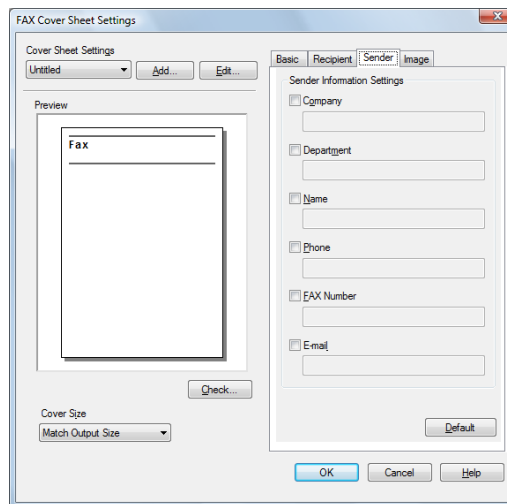 FAX Cover Sheet Settings
Cover Sheet Settings
Untitled
Add...
Edit...
Preview
Fax
Check...
Cover Size
Match Output Size
Basic
Recipient
Sender
Image
Sender Information Settings
Company
Department
Name
Phone
FAX Number
E-mail
Default
OK
Cancel
Help